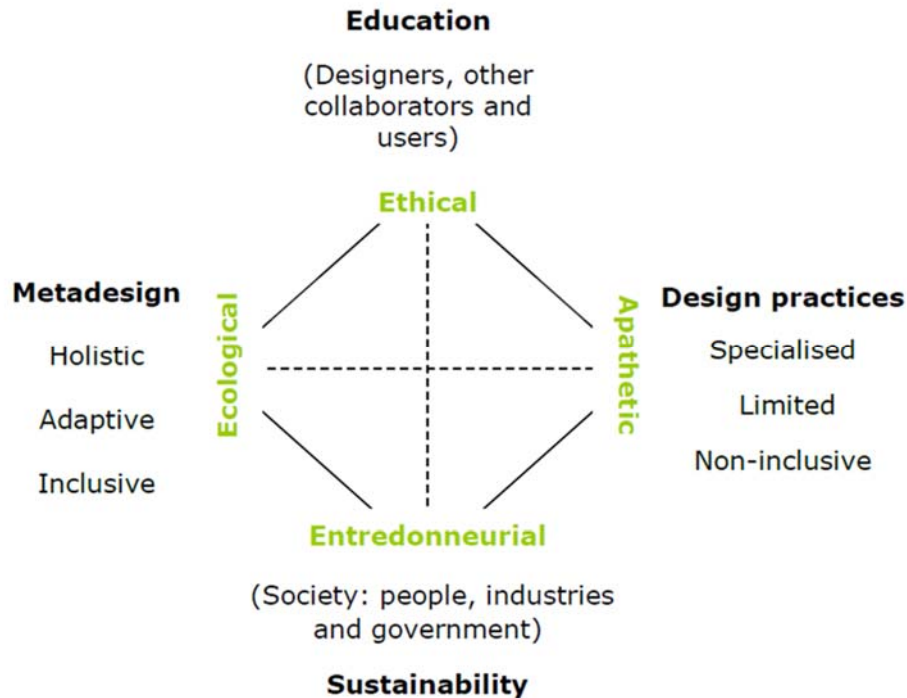 Education
(Designers, other
collaborators and
users)
Ethical
Metadesign
Holistic
Adaptive
Inclusive
Ecological
Apathetic
Design practices
Specialised
Limited
Non-inclusive
Entredonneurial
(Society: people, industries
and government)
Sustainability